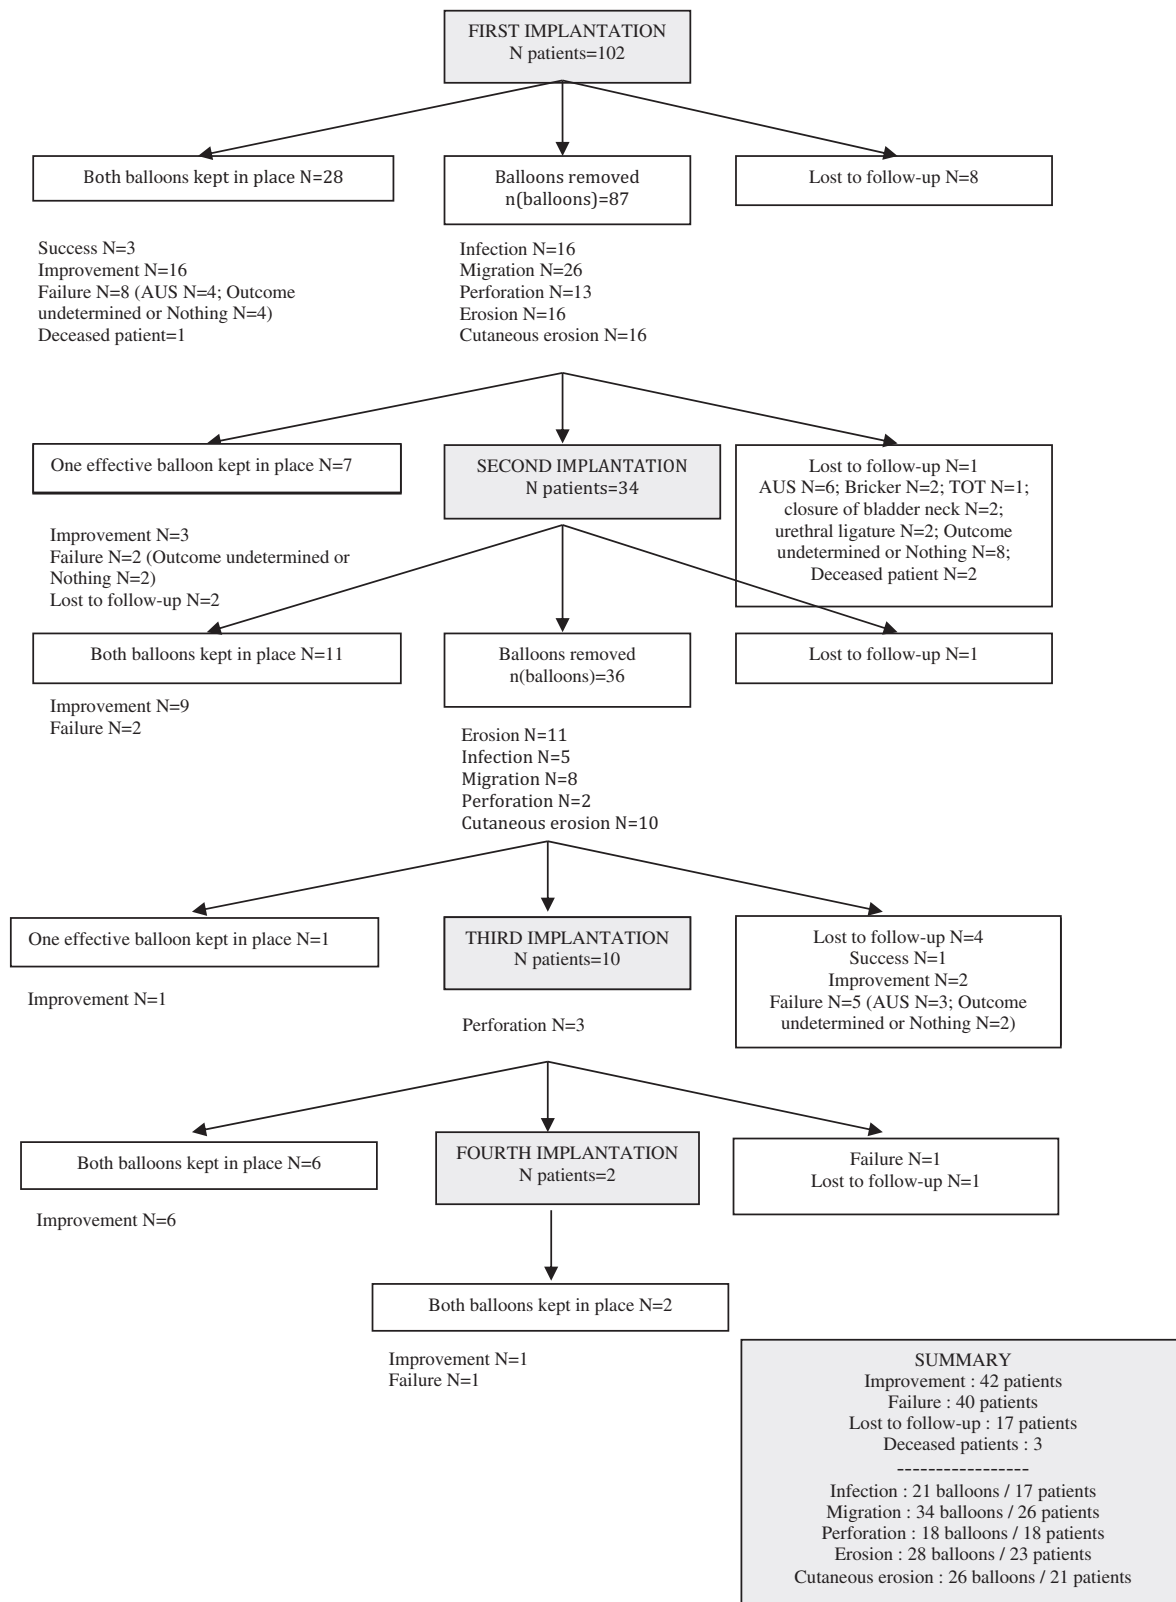 FIRST IMPLANTATION
N patients=102
Both balloons kept in place N=28
Balloons removed
n(balloons)=87
Lost to follow-up N=8
Success N=3
Improvement N=16
Failure N=8 (AUS N=4; Outcome
undetermined or Nothing N=4)
Deceased patient=1
Infection N=16
Migration N=26
Perforation N=13
Erosion N=16
Cutaneous erosion N=16
One effective balloon kept in place N=7
SECOND IMPLANTATION
N patients=34
Lost to follow-up N=1
AUS N=6; Bricker N=2; TOT N=1;
closure of bladder neck N=2;
urethral ligature N=2; Outcome
undetermined or Nothing N=8;
Deceased patient N=2
Improvement N=3
Failure N=2 (Outcome undetermined or
Nothing N=2)
Lost to follow-up N=2
Both balloons kept in place N=11
Balloons removed
n(balloons)=36
Lost to follow-up N=1
Improvement N=9
Failure N=2
Erosion N=11
Infection N=5
Migration N=8
Perforation N=2
Cutaneous erosion N=10
One effective balloon kept in place N=1
THIRD IMPLANTATION
N patients=10
Lost to follow-up N=4
Success N=1
Improvement N=2
Failure N=5 (AUS N=3; Outcome
undetermined or Nothing N=2)
Improvement N=1
Perforation N=3
Both balloons kept in place N=6
FOURTH IMPLANTATION
N patients=2
Failure N=1
Lost to follow-up N=1
Improvement N=6
Both balloons kept in place N=2
Improvement N=1
Failure N=1
SUMMARY
Improvement : 42 patients
Failure : 40 patients
Lost to follow-up : 17 patients
Deceased patients : 3
-----------------
Infection : 21 balloons / 17 patients
Migration : 34 balloons / 26 patients
Perforation : 18 balloons / 18 patients
Erosion : 28 balloons / 23 patients
Cutaneous erosion : 26 balloons / 21 patients